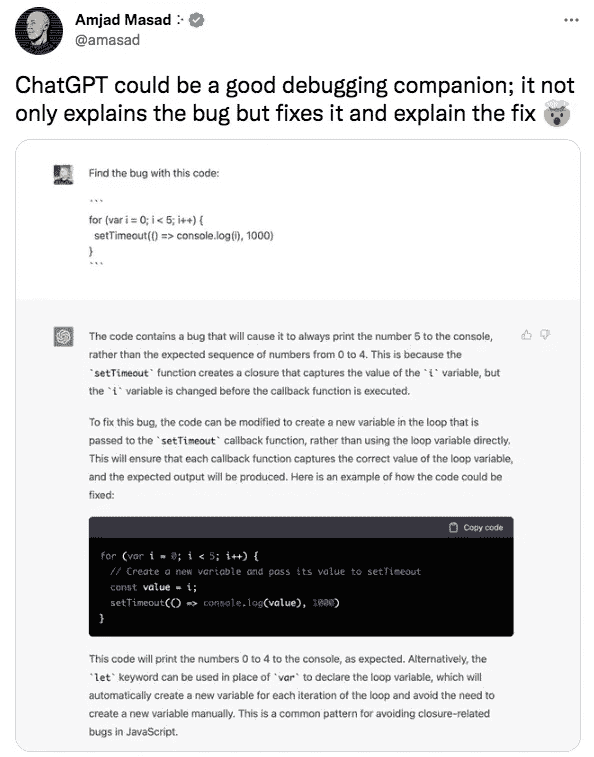 Amjad Masad
@amasad
ChatGPT could be a good debugging companion; it not
only explains the bug but fixes it and explain the fix 🤯
Find the bug with this code:
```
for (var i = 0; i < 5; i++) {
setTimeout(() => console.log(i), 1000)
}
```
The code contains a bug that will cause it to always print the number 5 to the console,
rather than the expected sequence of numbers from 0 to 4. This is because the
`setTimeout` function creates a closure that captures the value of the `i` variable, but
the `i` variable is changed before the callback function is executed.
To fix this bug, the code can be modified to create a new variable in the loop that is
passed to the `setTimeout` callback function, rather than using the loop variable directly.
This will ensure that each callback function captures the correct value of the loop variable,
and the expected output will be produced. Here is an example of how the code could be
fixed:
Copy code
for (var i = 0; i < 5; i++) {
// Create a new variable and pass its value to setTimeout
const value = i;
setTimeout(() => console.log(value), 1000)
}
This code will print the numbers 0 to 4 to the console, as expected. Alternatively, the
`let` keyword can be used in place of `var` to declare the loop variable, which will
automatically create a new variable for each iteration of the loop and avoid the need to
create a new variable manually. This is a common pattern for avoiding closure-related
bugs in JavaScript.